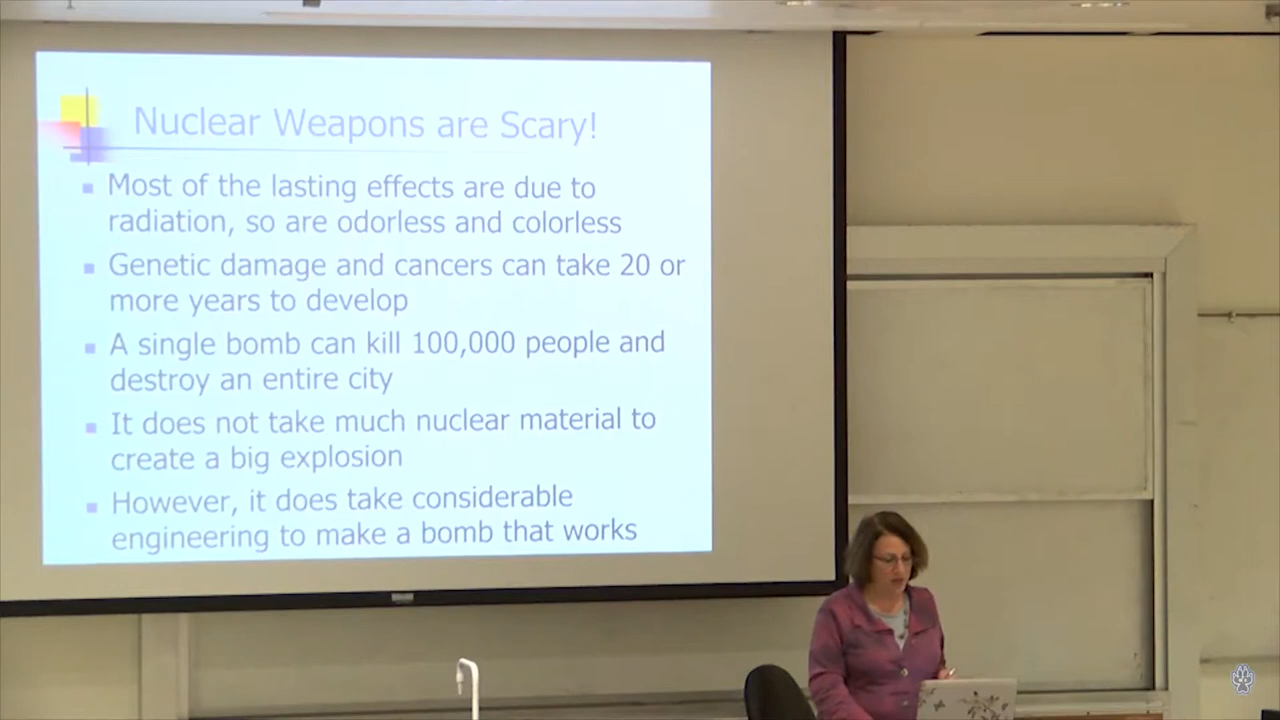 Nuclear Weapons are Scary!
Most of the lasting effects are due to
radiation, so are odorless and colorless
Genetic damage and cancers can take 20 or
more years to develop
A single bomb can kill 100,000 people and
destroy an entire city
It does not take much nuclear material to
create a big explosion
However, it does take considerable
engineering to make a bomb that works